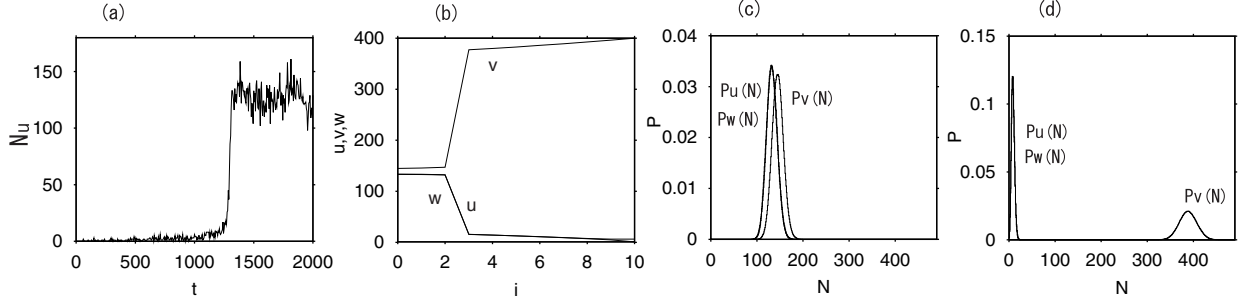 (a)
150
100
50
0
Nu
0 500 1000 1500 2000
t
(b)
400
300
200
100
0
u,v,w
v
w
u
0 2 4 6 8 10
i
(c)
0.04
0.03
0.02
0.01
0
P
Pu(N)
Pw(N)
Pv(N)
0 100 200 300 400
N
(d)
0.15
0.1
0.05
0
P
Pu(N)
Pw(N)
Pv(N)
0 100 200 300 400
N